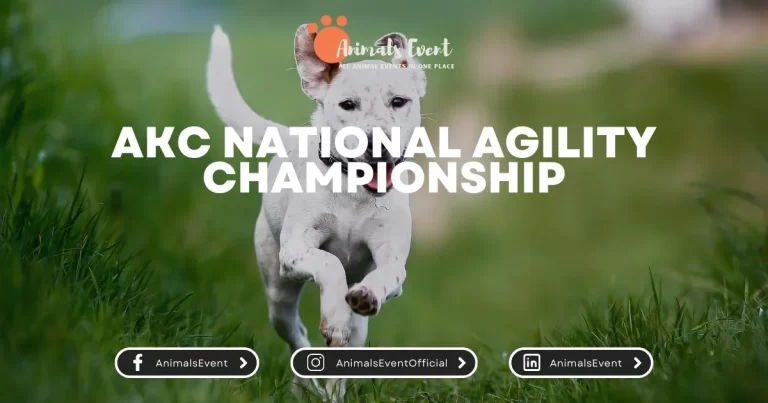 Animals Event
ALL ANIMAL EVENTS IN ONE PLACE
AKC NATIONAL AGILITY
CHAMPIONSHIP
AnimalsEvent
AnimalsEventOfficial
AnimalsEvent